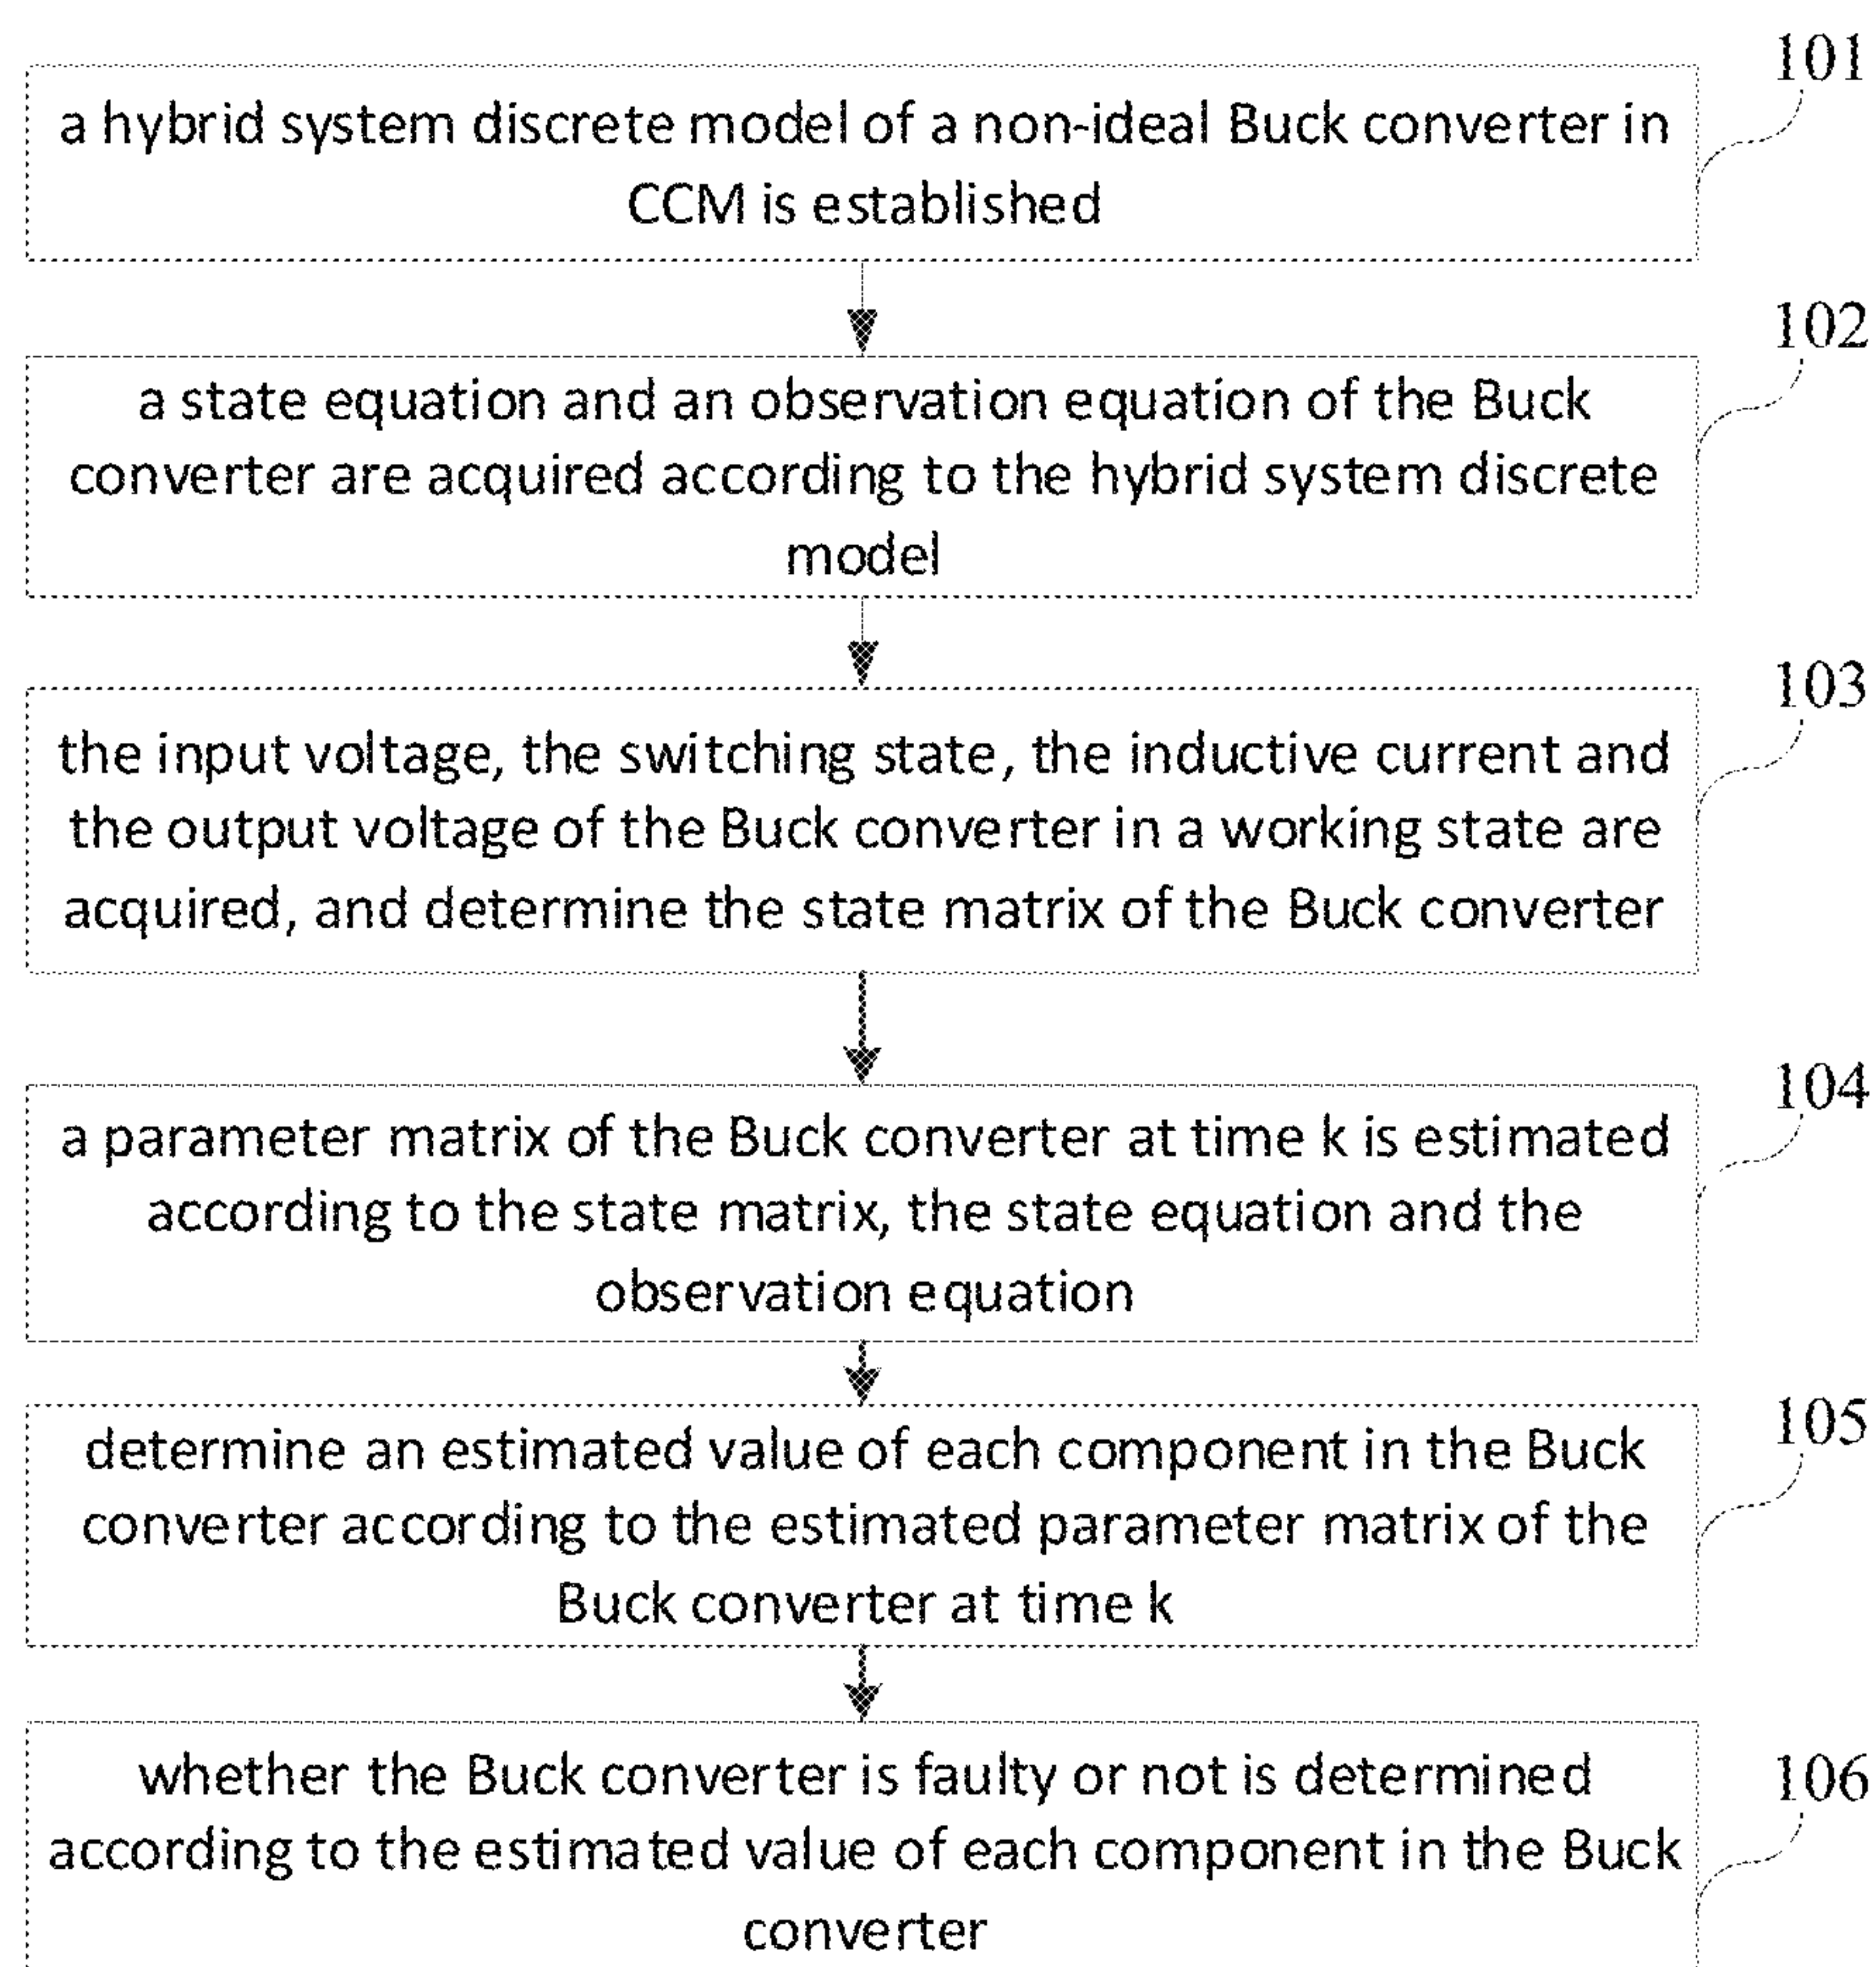 101
a hybrid system discrete model of a non-ideal Buck converter in
CCM is established
102
a state equation and an observation equation of the Buck
converter are acquired according to the hybrid system discrete
model
103
the input voltage, the switching state, the inductive current and
the output voltage of the Buck converter in a working state are
acquired, and determine the state matrix of the Buck converter
104
a parameter matrix of the Buck converter at time k is estimated
according to the state matrix, the state equation and the
observation equation
105
determine an estimated value of each component in the Buck
converter according to the estimated parameter matrix of the
Buck converter at time k
106
whether the Buck converter is faulty or not is determined
according to the estimated value of each component in the Buck
converter